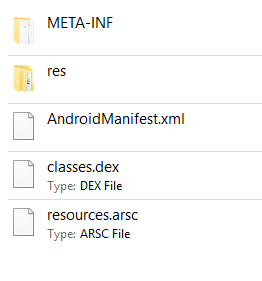 META-INF
res
AndroidManifest.xml
classes.dex
Type: DEX File
resources.arsc
Type: ARSC File